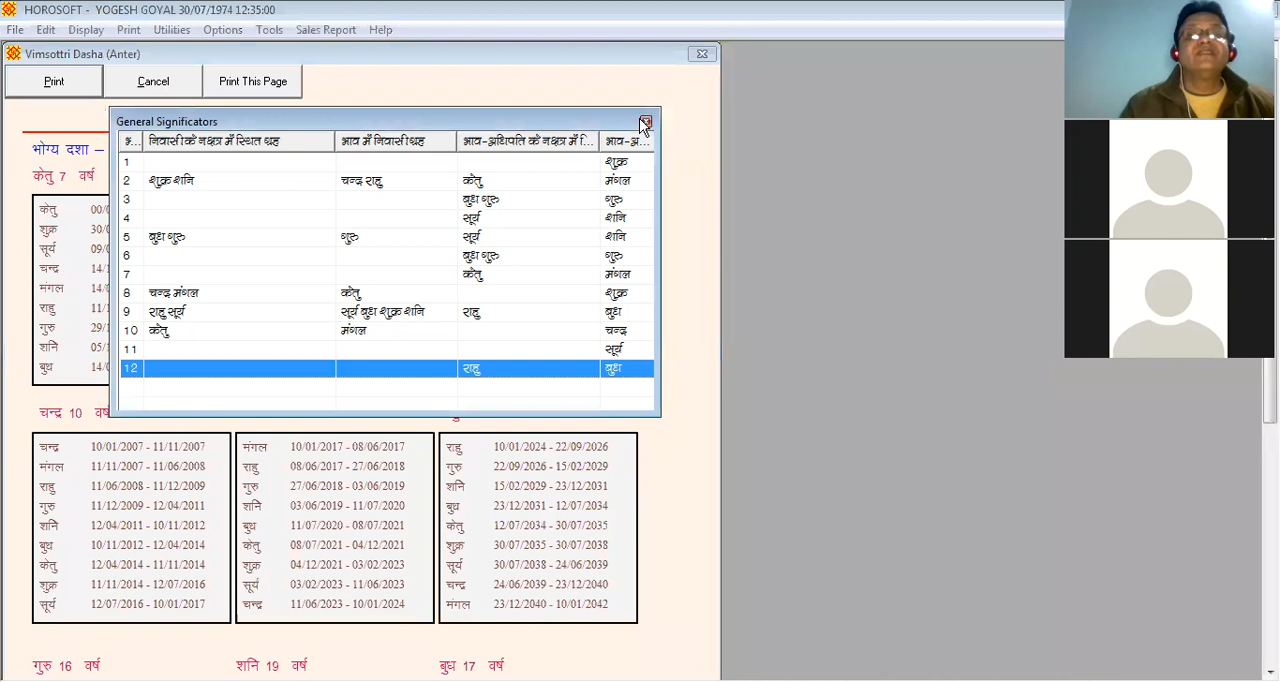 HOROSOFT - YOGESH GOYAL 30/07/1974 12:35:00
File Edit Display Print Utilities Options Tools Sales Report Help
Vimsottri Dasha (Anter)
Print Cancel Print This Page
General Significators
भ... निवासी के नक्षत्र में स्थित ग्रह भाव में निवासी ग्रह भाव-अधिपति के नक्षत्र में ि... भाव-अ...
1 शुक्र
2 शुक्र शनि चन्द्र राहु केतु मंगल
3 बुध गुरु गुरु
4 सूर्य शनि
5 बुध गुरु गुरु सूर्य शनि
6 बुध गुरु गुरु
7 केतु मंगल
8 चन्द्र मंगल केतु शुक्र
9 राहु सूर्य सूर्य बुध शुक्र शनि राहु बुध
10 केतु मंगल चन्द्र
11 सूर्य
12 राहु बुध
भोग्य दशा –
केतु 7 वर्ष
केतु 00/0
शुक्र 30/0
सूर्य 09/
चन्द्र 14/
मंगल 14/0
राहु 11/
गुरु 29/
शनि 05/
बुध 14/0
चन्द्र 10 वर्ष
चन्द्र 10/01/2007 - 11/11/2007
मंगल 11/11/2007 - 11/06/2008
राहु 11/06/2008 - 11/12/2009
गुरु 11/12/2009 - 12/04/2011
शनि 12/04/2011 - 10/11/2012
बुध 10/11/2012 - 12/04/2014
केतु 12/04/2014 - 11/11/2014
शुक्र 11/11/2014 - 12/07/2016
सूर्य 12/07/2016 - 10/01/2017
मंगल 10/01/2017 - 08/06/2017
राहु 08/06/2017 - 27/06/2018
गुरु 27/06/2018 - 03/06/2019
शनि 03/06/2019 - 11/07/2020
बुध 11/07/2020 - 08/07/2021
केतु 08/07/2021 - 04/12/2021
शुक्र 04/12/2021 - 03/02/2023
सूर्य 03/02/2023 - 11/06/2023
चन्द्र 11/06/2023 - 10/01/2024
राहु 10/01/2024 - 22/09/2026
गुरु 22/09/2026 - 15/02/2029
शनि 15/02/2029 - 23/12/2031
बुध 23/12/2031 - 12/07/2034
केतु 12/07/2034 - 30/07/2035
शुक्र 30/07/2035 - 30/07/2038
सूर्य 30/07/2038 - 24/06/2039
चन्द्र 24/06/2039 - 23/12/2040
मंगल 23/12/2040 - 10/01/2042
गुरु 16 वर्ष शनि 19 वर्ष बुध 17 वर्ष